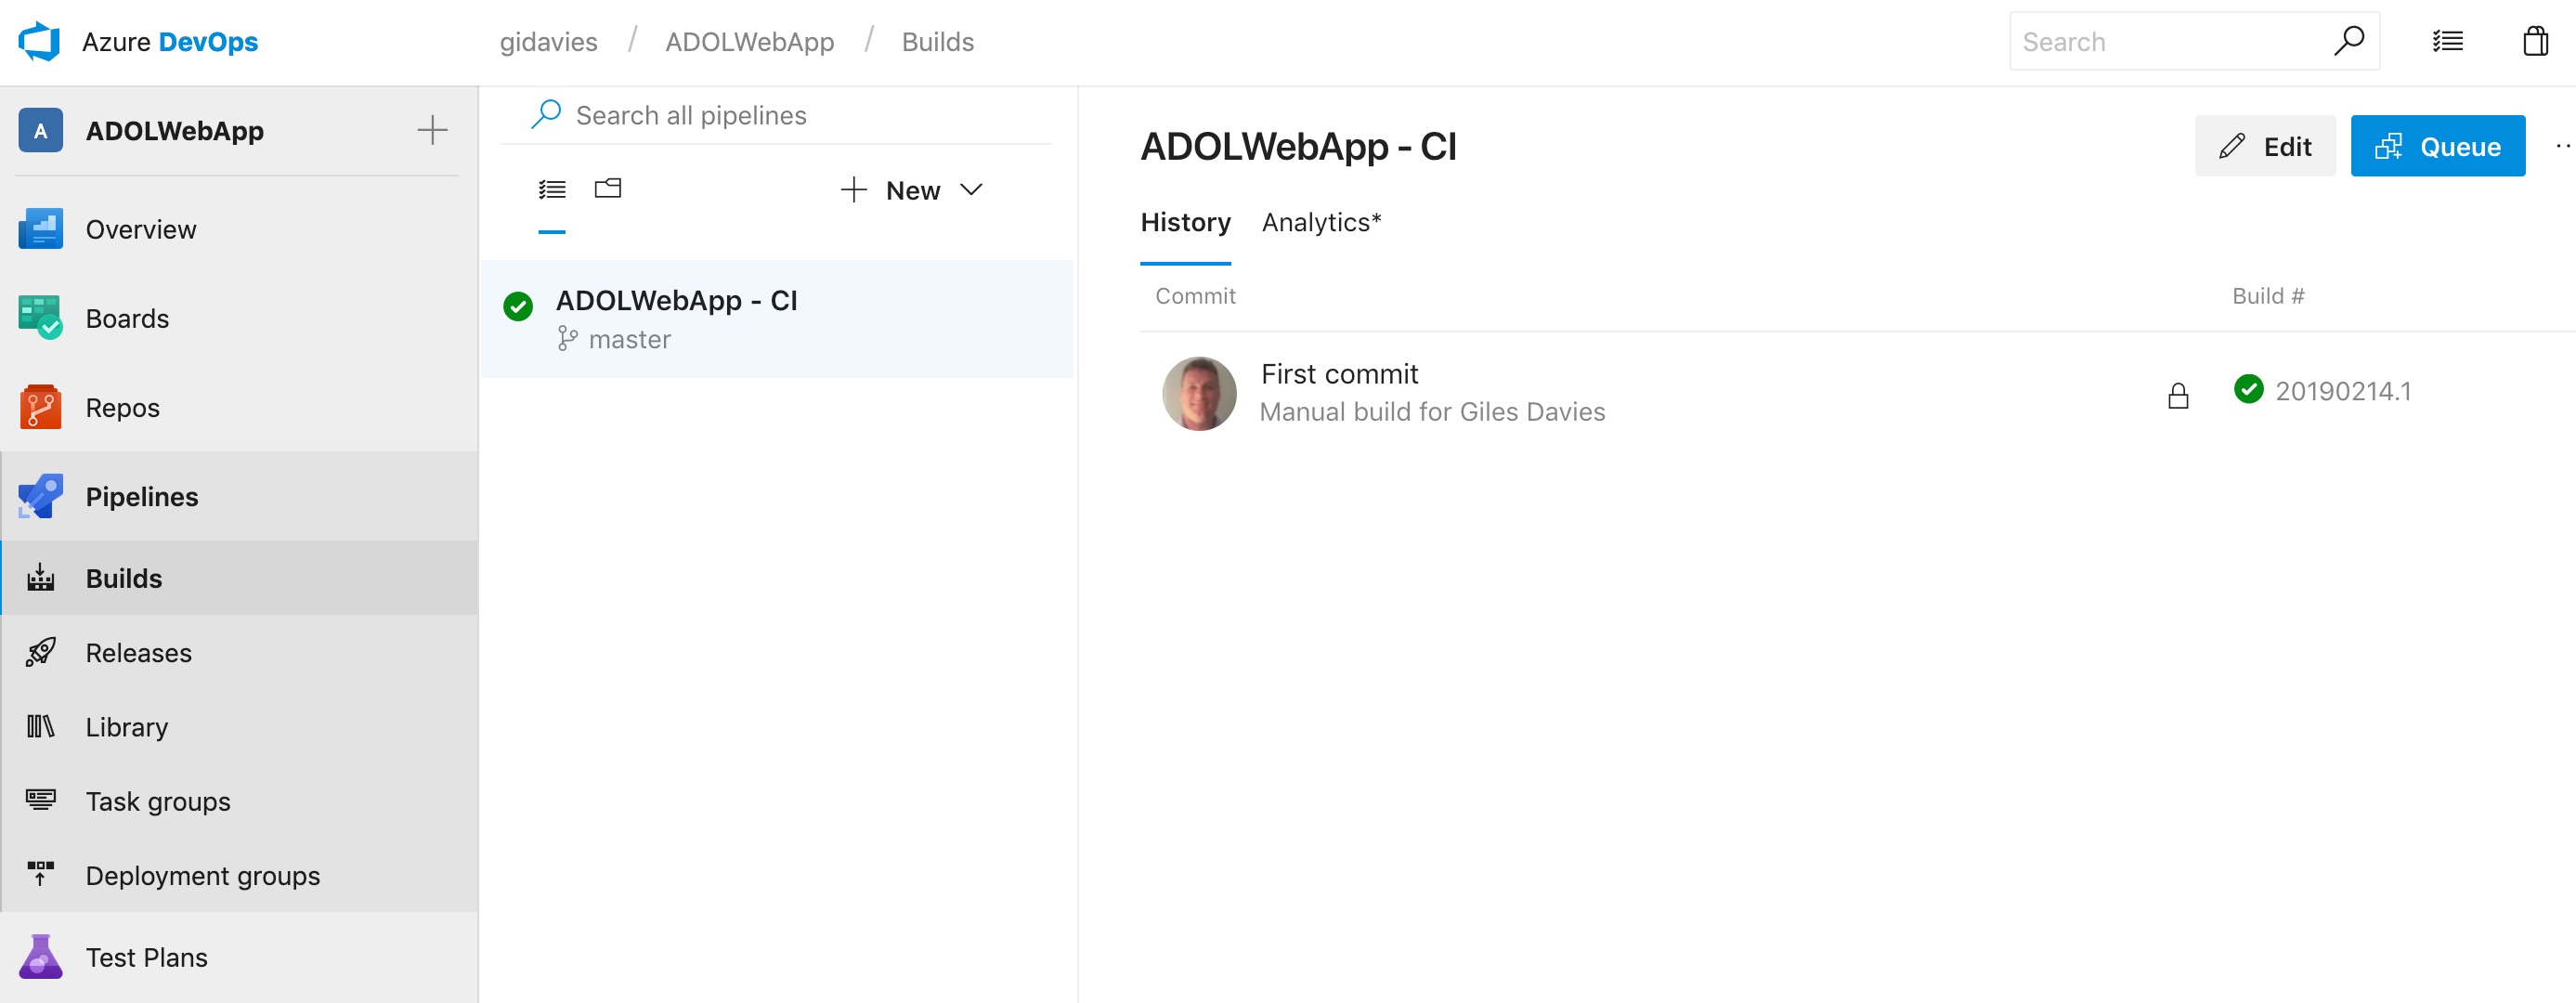 Azure DevOps
gidavies / ADOLWebApp / Builds
Search
A ADOLWebApp
Overview
Boards
Repos
Pipelines
Builds
Releases
Library
Task groups
Deployment groups
Test Plans
Search all pipelines
New
ADOLWebApp - CI
master
ADOLWebApp - CI
Edit
Queue
History Analytics*
Commit Build #
First commit
Manual build for Giles Davies
20190214.1